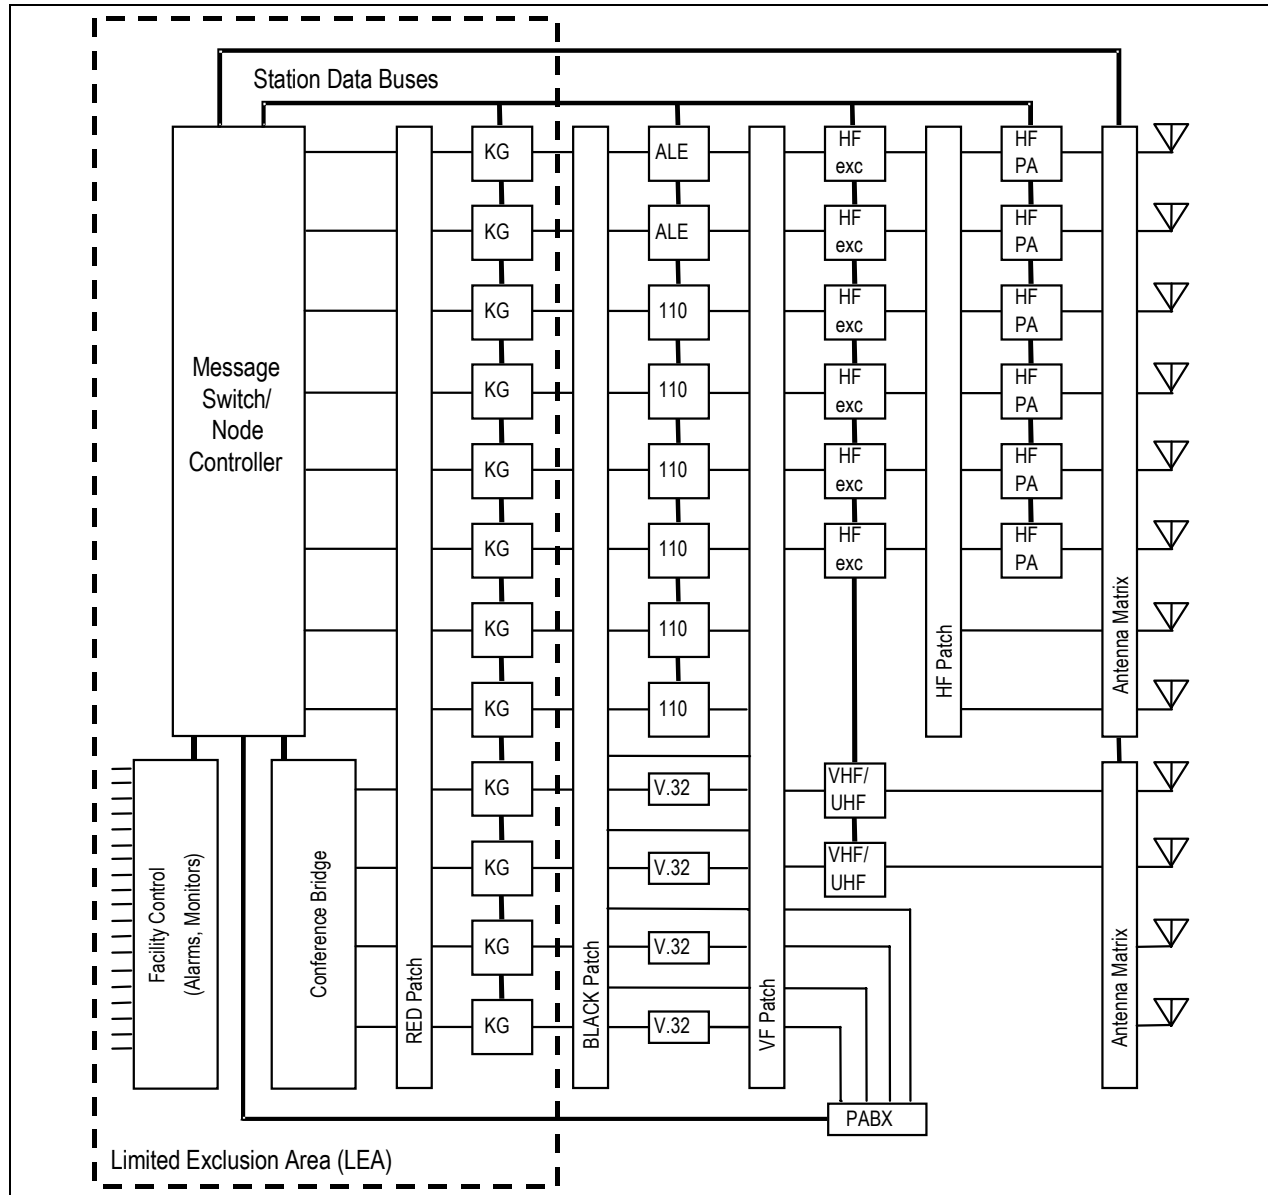 Station Data Buses
KG
ALE
HF
exc
HF
PA
KG
ALE
HF
exc
HF
PA
KG
110
HF
exc
HF
PA
Message
Switch/
Node
Controller
KG
110
HF
exc
HF
PA
KG
110
HF
exc
HF
PA
KG
110
HF
exc
HF
PA
KG
110
KG
110
HF Patch
Antenna Matrix
KG
V.32
VHF/
UHF
KG
V.32
VHF/
UHF
KG
V.32
KG
V.32
Facility Control
(Alarms, Monitors)
Conference Bridge
RED Patch
BLACK Patch
VF Patch
Antenna Matrix
PABX
Limited Exclusion Area (LEA)